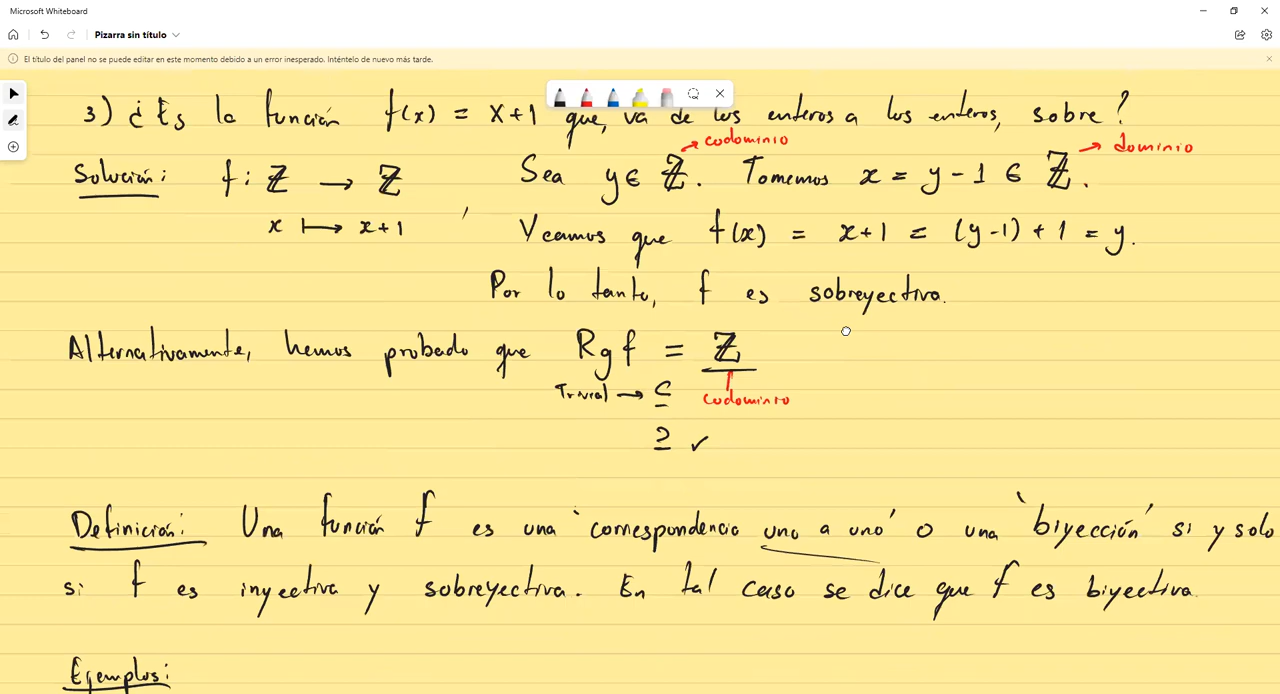 Microsoft Whiteboard
Pizarra sin título
El título del panel no se puede editar en este momento debido a un error inesperado. Inténtelo de nuevo más tarde.
3) ¿Es la función f(x) = x+1 que, va de los enteros a los enteros, sobre?
codominio
dominio
Solución: f: ℤ → ℤ
Sea y ∈ ℤ. Tomemos x = y - 1 ∈ ℤ.
x ↦ x+1
,
Veamos que f(x) = x+1 = (y-1) + 1 = y.
Por lo tanto, f es sobreyectiva.
Alternativamente, hemos probado que Rg f = ℤ
Trivial → ⊆
codominio
⊇ ✓
Definición: Una función f es una 'correspondencia uno a uno' o una 'biyección' si y solo
si f es inyectiva y sobreyectiva. En tal caso se dice que f es biyectiva.
Ejemplos: